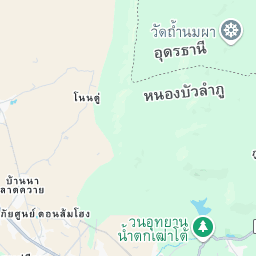 วัดถ้ำนมผา
อุดรธานี
หนองบัวลำภู
โนนดู่
บ้านนา
ลาดควาย
ภัยศูนย์,ดอนส้มโฮง
วนอุทยาน
น้ำตกเฒ่าโต้